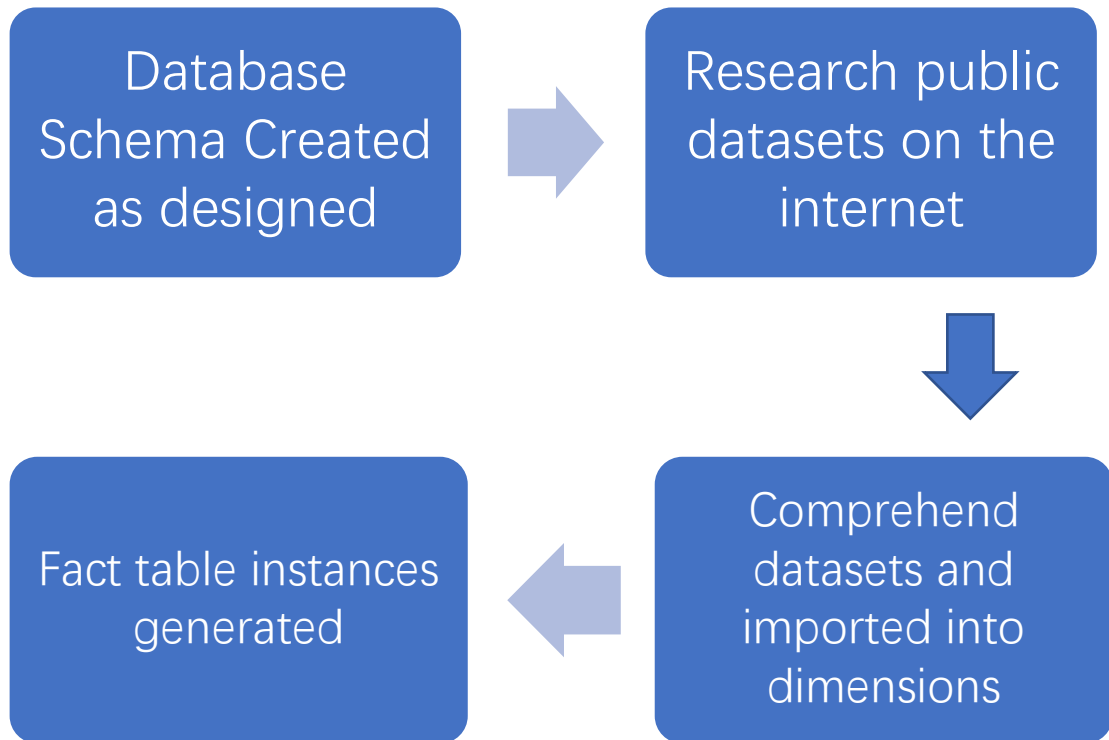 Database
Schema Created
as designed
Research public
datasets on the
internet
Comprehend
datasets and
imported into
dimensions
Fact table instances
generated